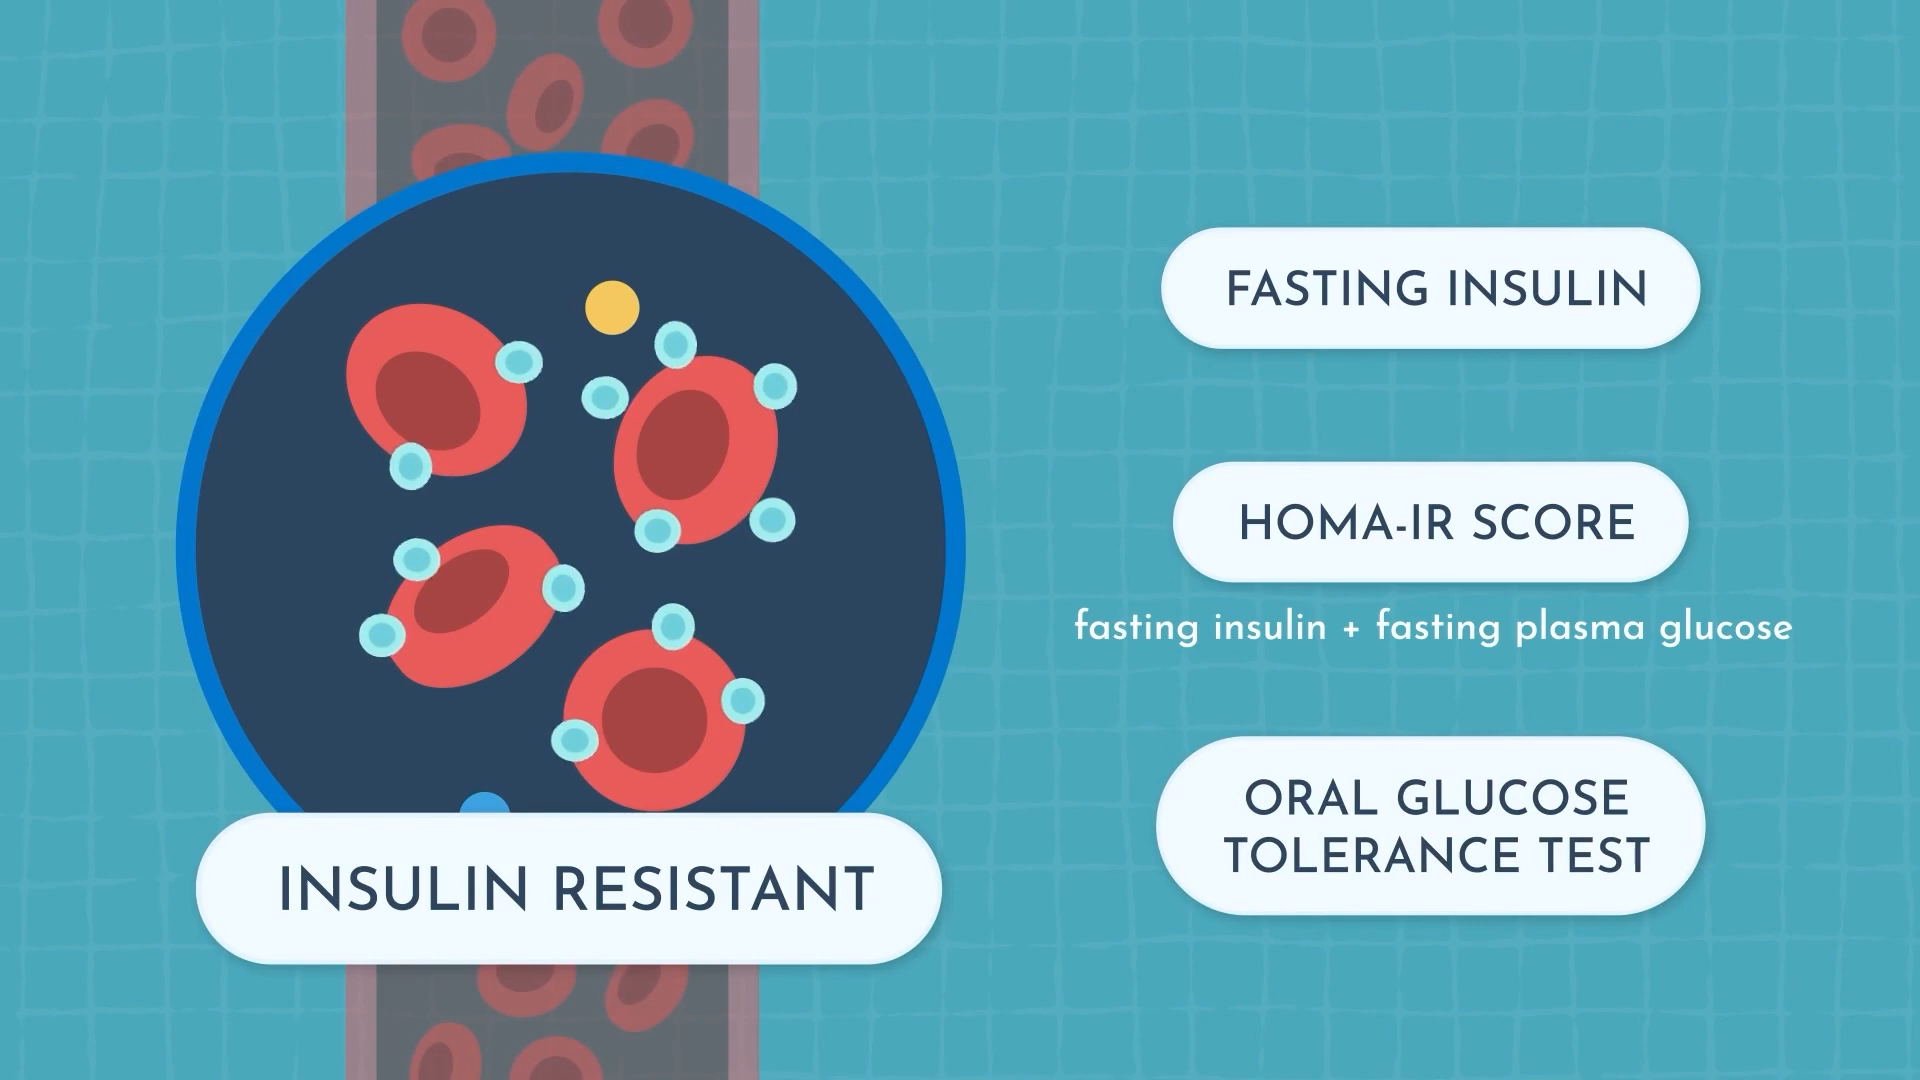 FASTING INSULIN
HOMA-IR SCORE
fasting insulin + fasting plasma glucose
ORAL GLUCOSE
TOLERANCE TEST
INSULIN RESISTANT